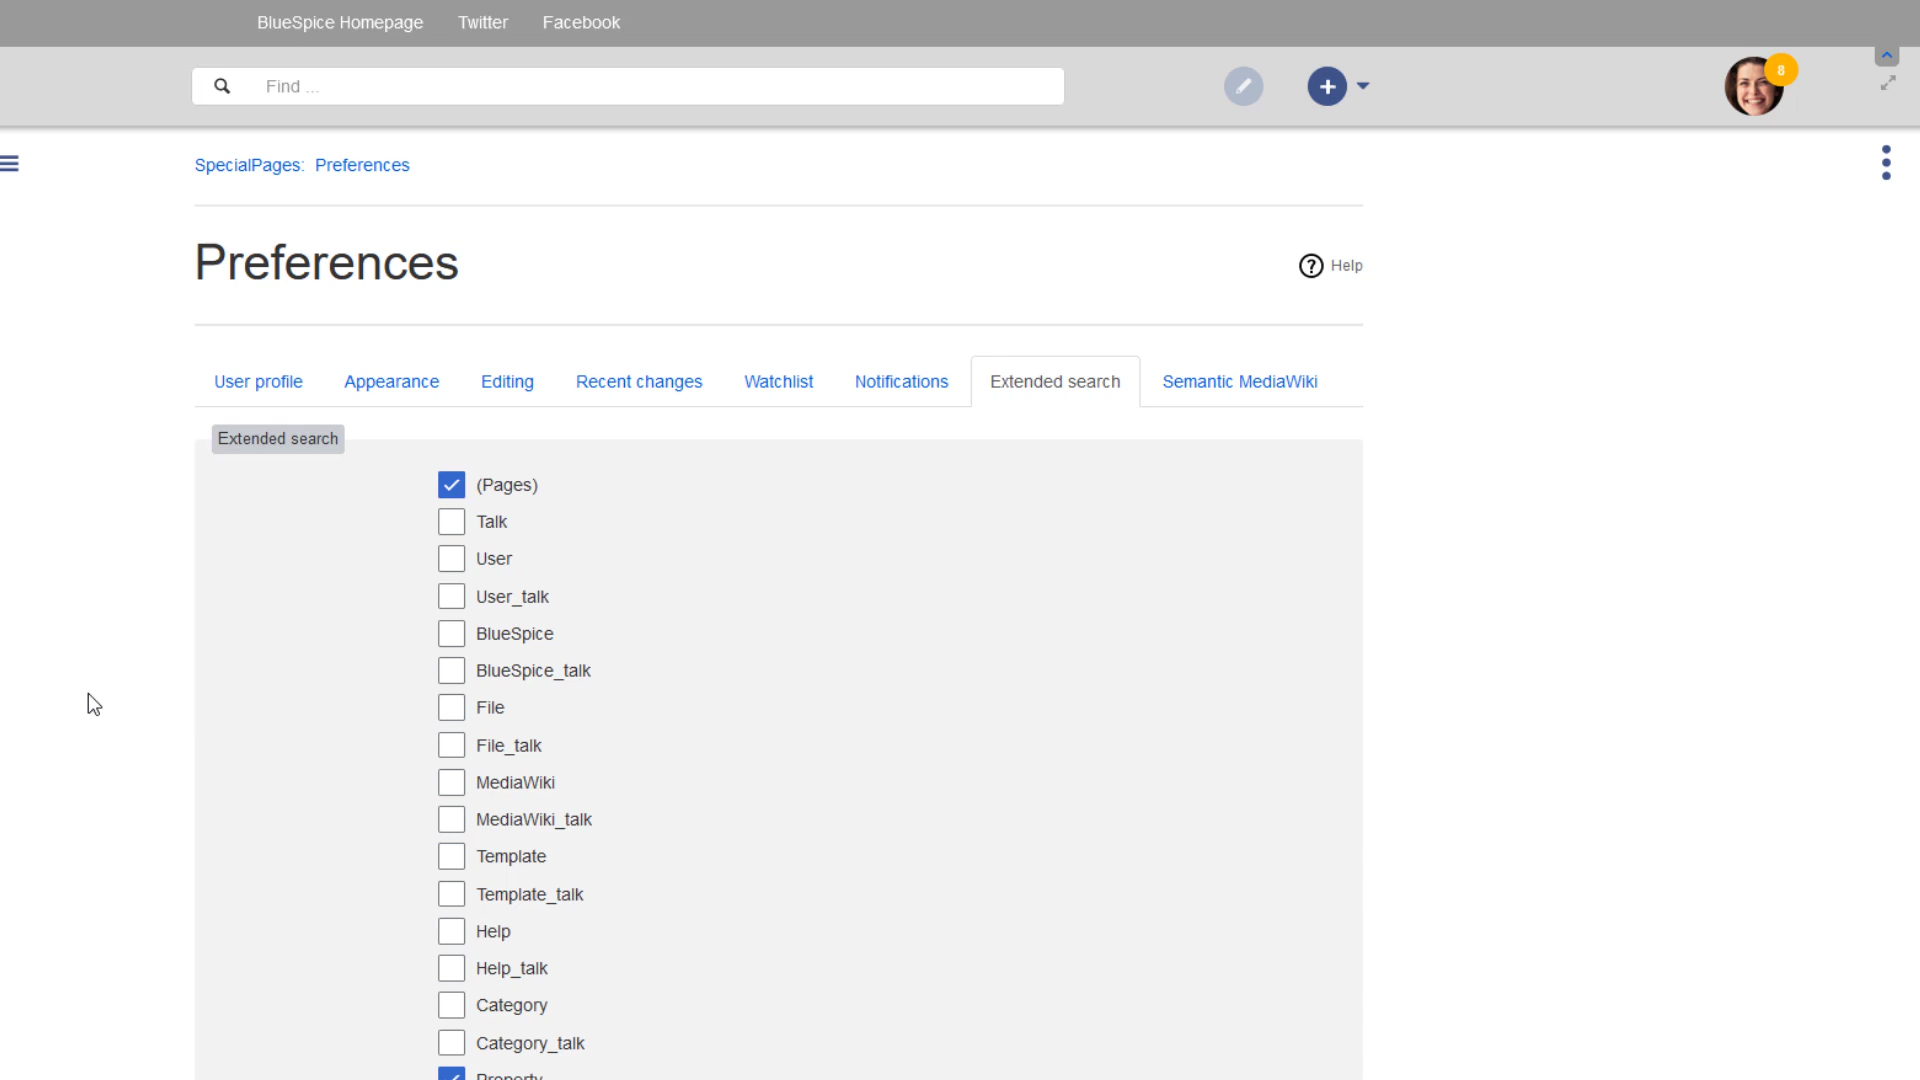 BlueSpice Homepage Twitter Facebook
Find ...
8
SpecialPages: Preferences
Preferences
Help
User profile Appearance Editing Recent changes Watchlist Notifications Extended search Semantic MediaWiki
Extended search
(Pages)
Talk
User
User_talk
BlueSpice
BlueSpice_talk
File
File_talk
MediaWiki
MediaWiki_talk
Template
Template_talk
Help
Help_talk
Category
Category_talk
Property